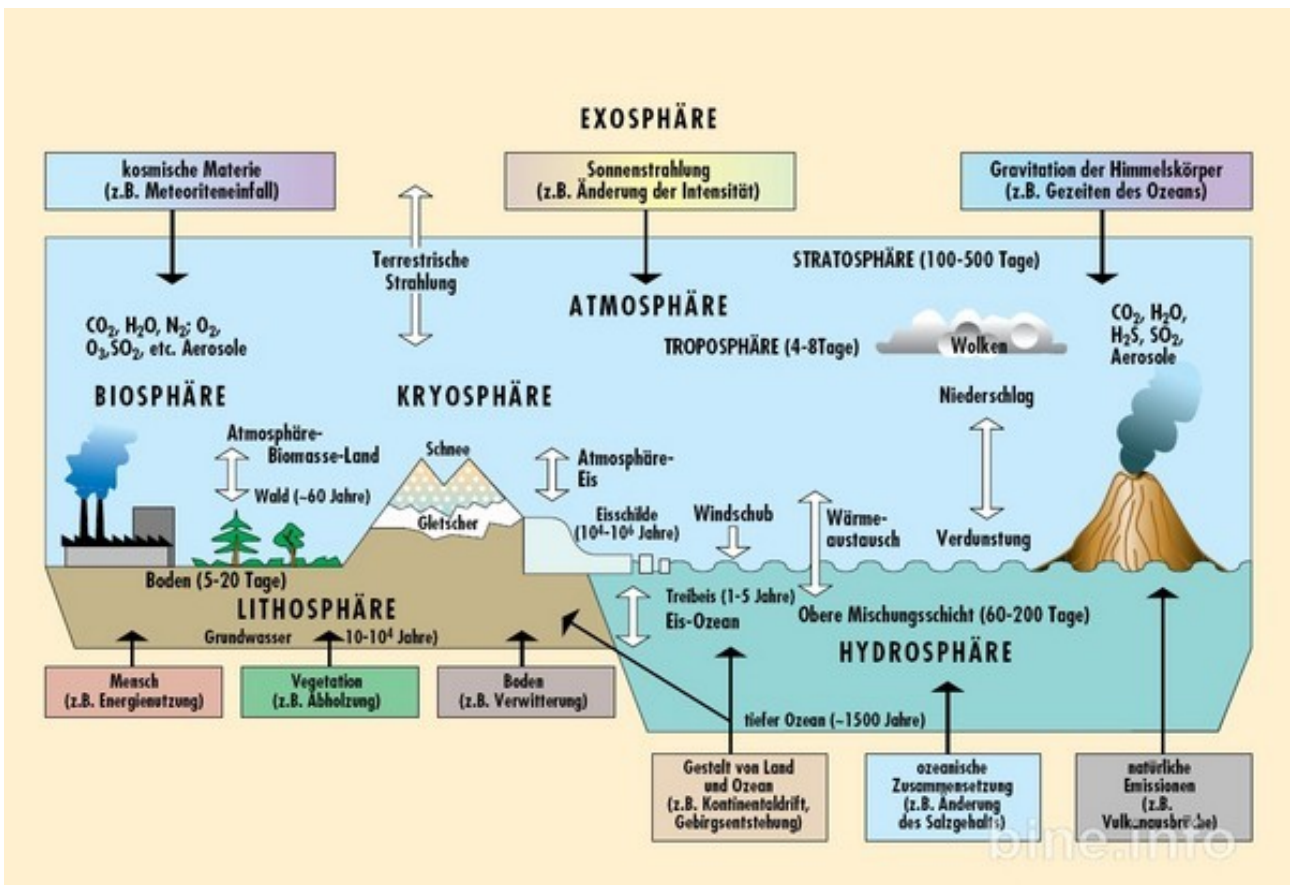 EXOSPHÄRE
kosmische Materie
(z.B. Meteoriteneinfall)
Sonnenstrahlung
(z.B. Änderung der Intensität)
Gravitation der Himmelskörper
(z.B. Gezeiten des Ozeans)
Terrestrische
Strahlung
STRATOSPHÄRE (100-500 Tage)
ATMOSPHÄRE
CO₂, H₂O, N₂; O₂,
O₃,SO₂, etc. Aerosole
TROPOSPHÄRE (4-8Tage)
Wolken
CO₂, H₂O,
H₂S, SO₂,
Aerosole
BIOSPHÄRE
KRYOSPHÄRE
Niederschlag
Atmosphäre-
Biomasse-Land
Schnee
Atmosphäre-
Eis
Wald (~60 Jahre)
Gletscher
Eisschilde
(10⁴-10⁶ Jahre)
Windschub
Wärme-
austausch
Verdunstung
Boden (5-20 Tage)
LITHOSPHÄRE
Treibeis (1-5 Jahre)
Eis-Ozean
Obere Mischungsschicht (60-200 Tage)
Grundwasser 10-10⁴ Jahre)
HYDROSPHÄRE
Mensch
(z.B. Energienutzung)
Vegetation
(z.B. Abholzung)
Boden
(z.B. Verwitterung)
tiefer Ozean (~1500 Jahre)
Gestalt von Land
und Ozean
(z.B. Kontinentaldrift,
Gebirgsentstehung)
ozeanische
Zusammensetzung
(z.B. Änderung
des Salzgehalts)
natürliche
Emissionen
(z.B.
Vulkanausbrüche)
bine.info